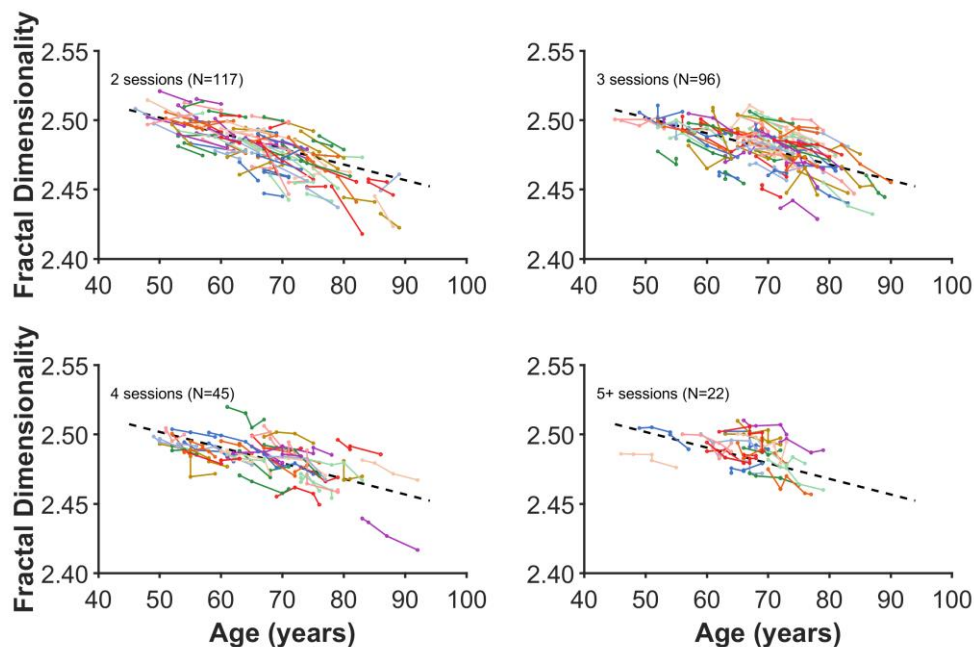 Fractal Dimensionality
2.55
2.50
2.45
2.40
2 sessions (N=117)
40 50 60 70 80 90 100
2.55
2.50
2.45
2.40
3 sessions (N=96)
40 50 60 70 80 90 100
Fractal Dimensionality
2.55
2.50
2.45
2.40
4 sessions (N=45)
40 50 60 70 80 90 100
Age (years)
2.55
2.50
2.45
2.40
5+ sessions (N=22)
40 50 60 70 80 90 100
Age (years)